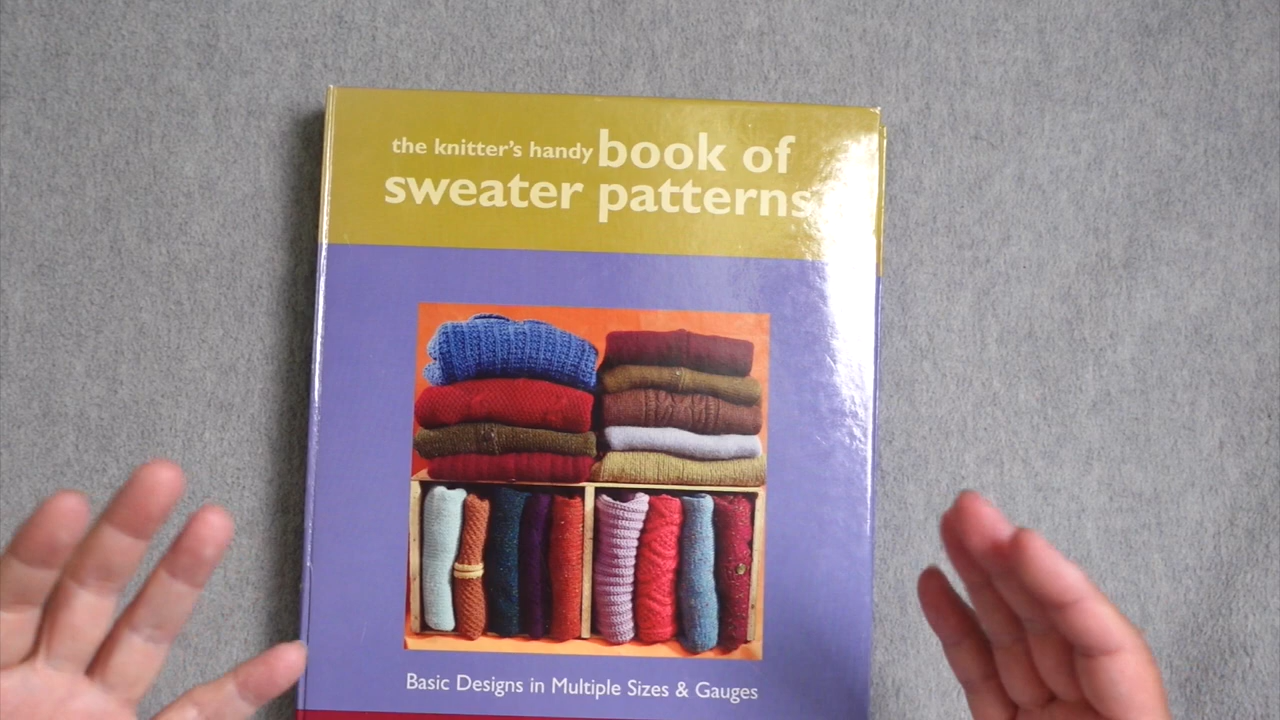 the knitter's handy book of
sweater patterns
Basic Designs in Multiple Sizes & Gauges